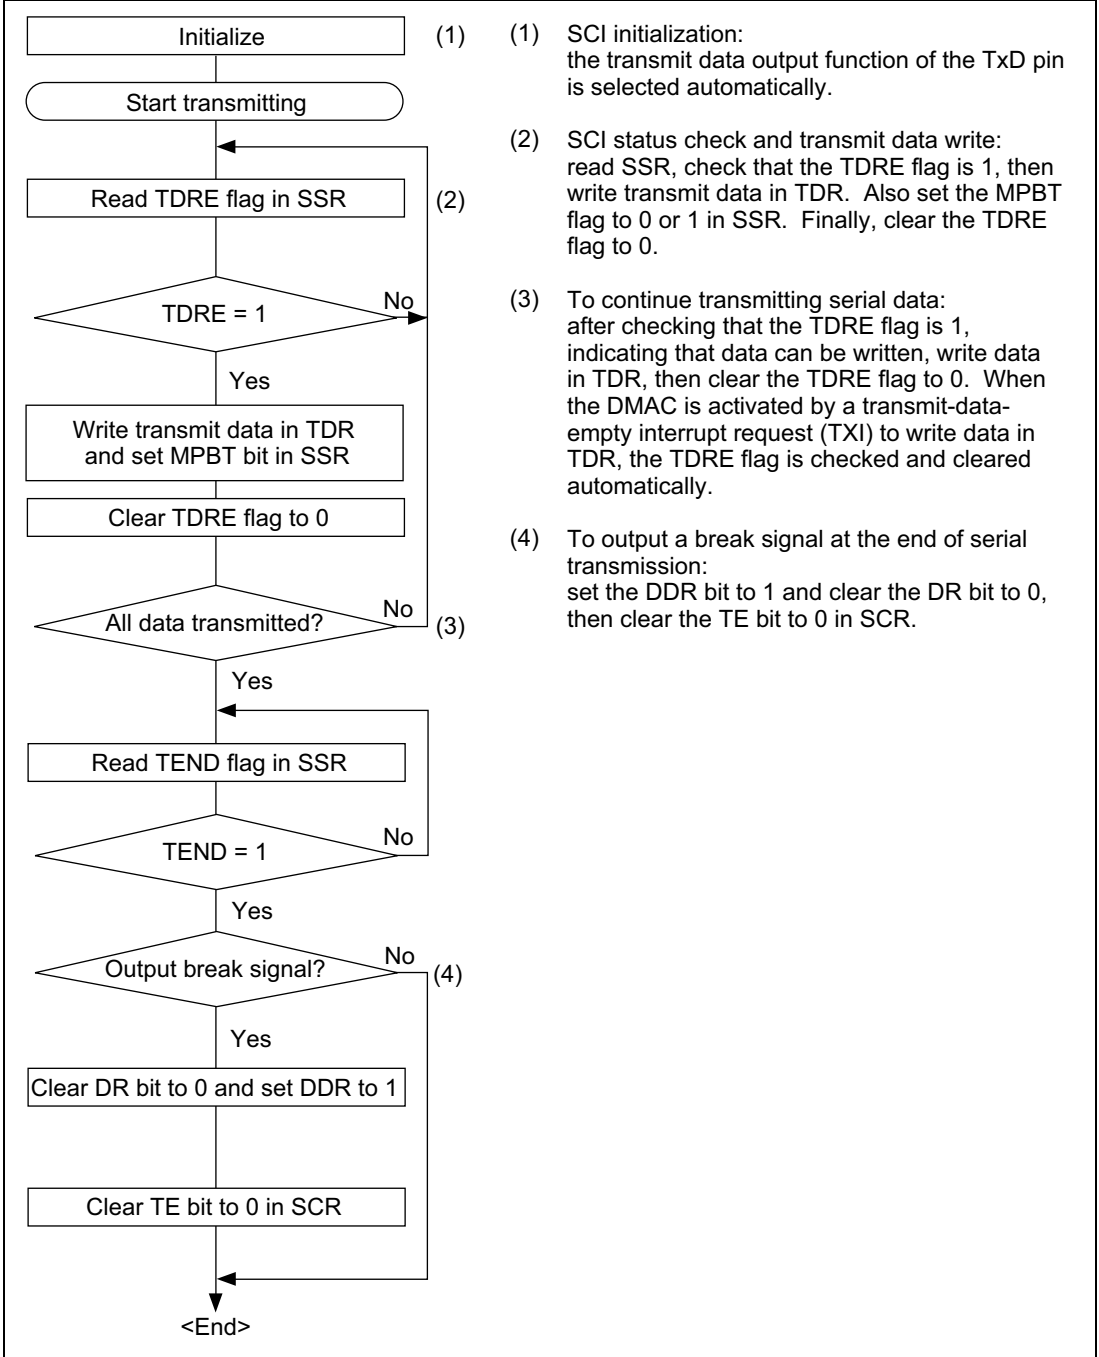 Initialize
(1)
Start transmitting
Read TDRE flag in SSR
(2)
TDRE = 1
No
Yes
Write transmit data in TDR
and set MPBT bit in SSR
Clear TDRE flag to 0
All data transmitted?
No
(3)
Yes
Read TEND flag in SSR
TEND = 1
No
Yes
Output break signal?
No
(4)
Yes
Clear DR bit to 0 and set DDR to 1
Clear TE bit to 0 in SCR
<End>
(1) SCI initialization:
the transmit data output function of the TxD pin
is selected automatically.
(2) SCI status check and transmit data write:
read SSR, check that the TDRE flag is 1, then
write transmit data in TDR. Also set the MPBT
flag to 0 or 1 in SSR. Finally, clear the TDRE
flag to 0.
(3) To continue transmitting serial data:
after checking that the TDRE flag is 1,
indicating that data can be written, write data
in TDR, then clear the TDRE flag to 0. When
the DMAC is activated by a transmit-data-
empty interrupt request (TXI) to write data in
TDR, the TDRE flag is checked and cleared
automatically.
(4) To output a break signal at the end of serial
transmission:
set the DDR bit to 1 and clear the DR bit to 0,
then clear the TE bit to 0 in SCR.